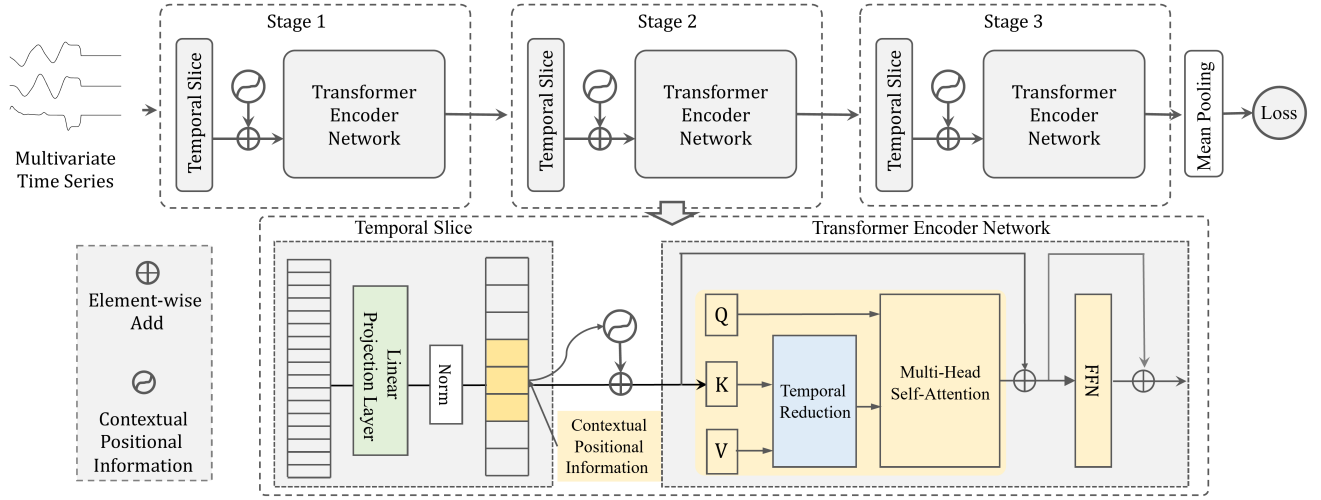 Stage 1
Stage 2
Stage 3
Multivariate
Time Series
Temporal Slice
Transformer
Encoder
Network
Temporal Slice
Transformer
Encoder
Network
Temporal Slice
Transformer
Encoder
Network
Mean Pooling
Loss
Temporal Slice
Transformer Encoder Network
Element-wise
Add
Contextual
Positional
Information
Linear
Projection Layer
Norm
Contextual
Positional
Information
Q
K
V
Temporal
Reduction
Multi-Head
Self-Attention
FFN